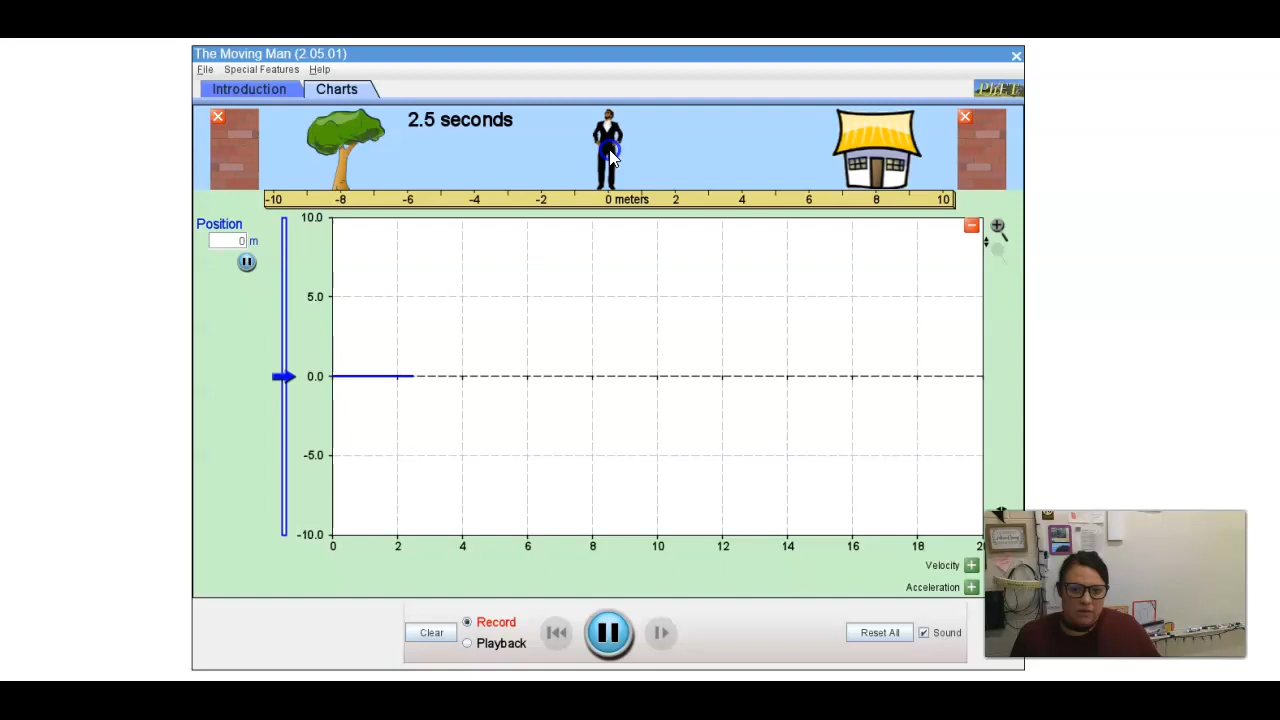 The Moving Man (2.05.01)
File Special Features Help
Introduction Charts
PhET
2.5 seconds
-10 -8 -6 -4 -2 0 meters 2 4 6 8 10
Position
0 m
10.0
5.0
0.0
-5.0
-10.0
0 2 4 6 8 10 12 14 16 18
Velocity
Acceleration
Clear
Record
Playback
Reset All
Sound